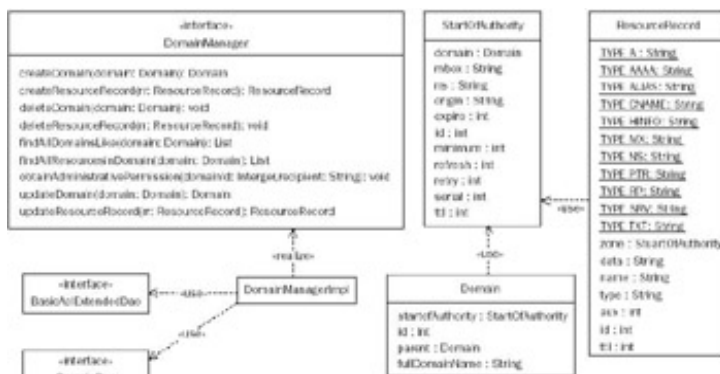 «interface»
DomainManager
createDomain(domain: Domain): Domain
createResourceRecord(rr: ResourceRecord): ResourceRecord
deleteDomain(domain: Domain): void
deleteResourceRecord(rr: ResourceRecord): void
findAllDomainsLike(domain: Domain): List
findAllResourcesInDomain(domain: Domain): List
obtainAdministrativePermission(domainId: Interger,recipient: String): void
updateDomain(domain: Domain): Domain
updateResourceRecord(rr: ResourceRecord): ResourceRecord
StartOfAuthority
domain : Domain
mbox : String
ns : String
origin : String
expire : int
id : int
minimum : int
refresh : int
retry : int
serial : int
ttl : int
ResourceRecord
TYPE_A : String
TYPE_AAAA : String
TYPE_ALIAS : String
TYPE_CNAME : String
TYPE_HINFO : String
TYPE_MX : String
TYPE_NS : String
TYPE_PTR : String
TYPE_RP : String
TYPE_SRV : String
TYPE_TXT : String
zone : StartOfAuthority
data : String
name : String
type : String
aux : int
id : int
ttl : int
«use»
«realize»
«use»
«interface»
BasicAclExtendedDao
«use»
DomainManagerImpl
«use»
Domain
startofAuthority : StartOfAuthority
id : int
parent : Domain
fullDomainName : String
«interface»